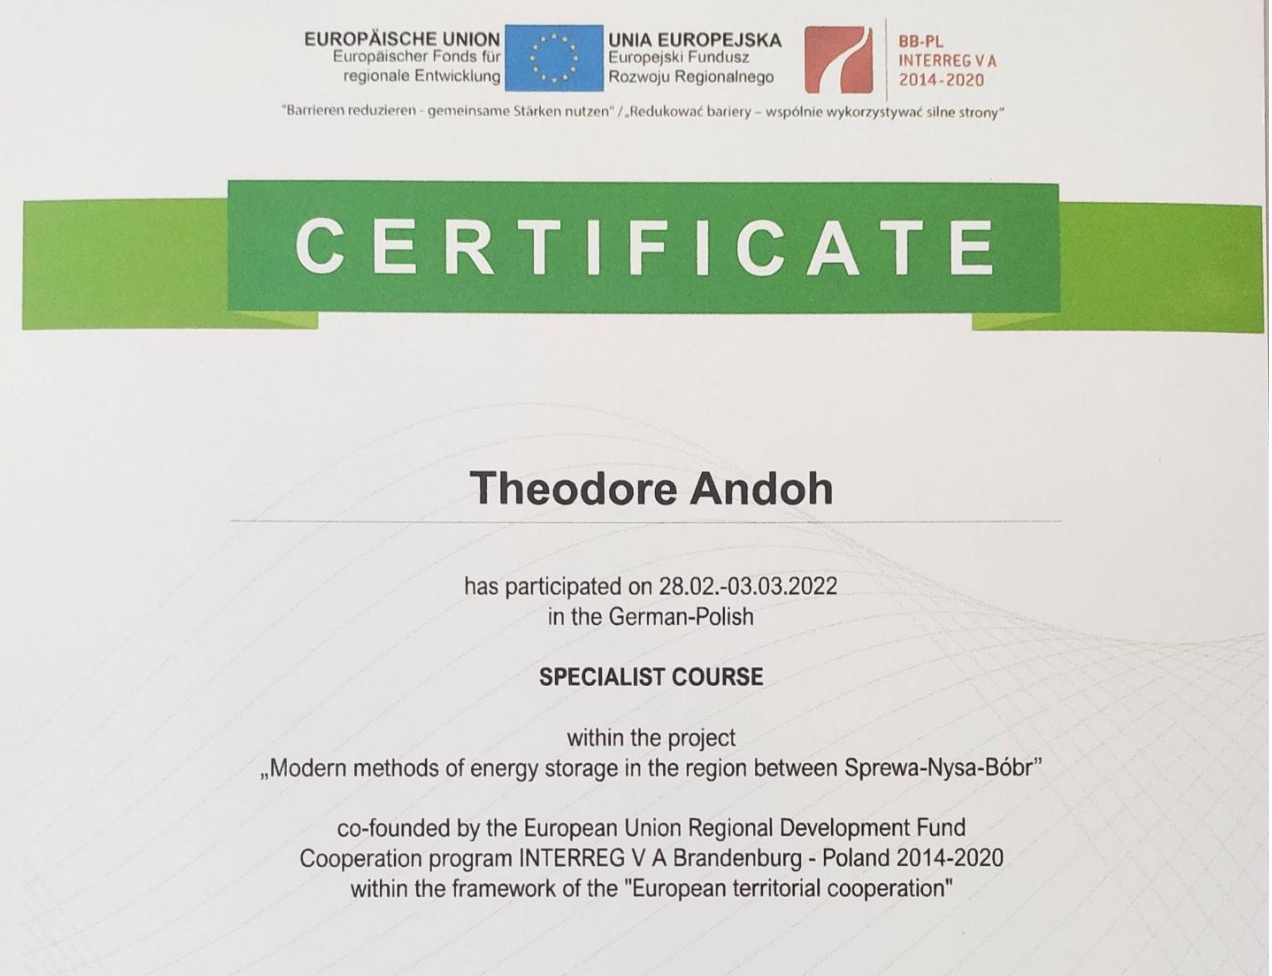 EUROPÄISCHE UNION
Europäischer Fonds für
regionale Entwicklung
UNIA EUROPEJSKA
Europejski Fundusz
Rozwoju Regionalnego
BB-PL
INTERREG V A
2014-2020
"Barrieren reduzieren - gemeinsame Stärken nutzen" / „Redukować bariery – wspólnie wykorzystywać silne strony"
CERTIFICATE
Theodore Andoh
has participated on 28.02.-03.03.2022
in the German-Polish
SPECIALIST COURSE
within the project
„Modern methods of energy storage in the region between Sprewa-Nysa-Bóbr”
co-founded by the European Union Regional Development Fund
Cooperation program INTERREG V A Brandenburg - Poland 2014-2020
within the framework of the "European territorial cooperation"